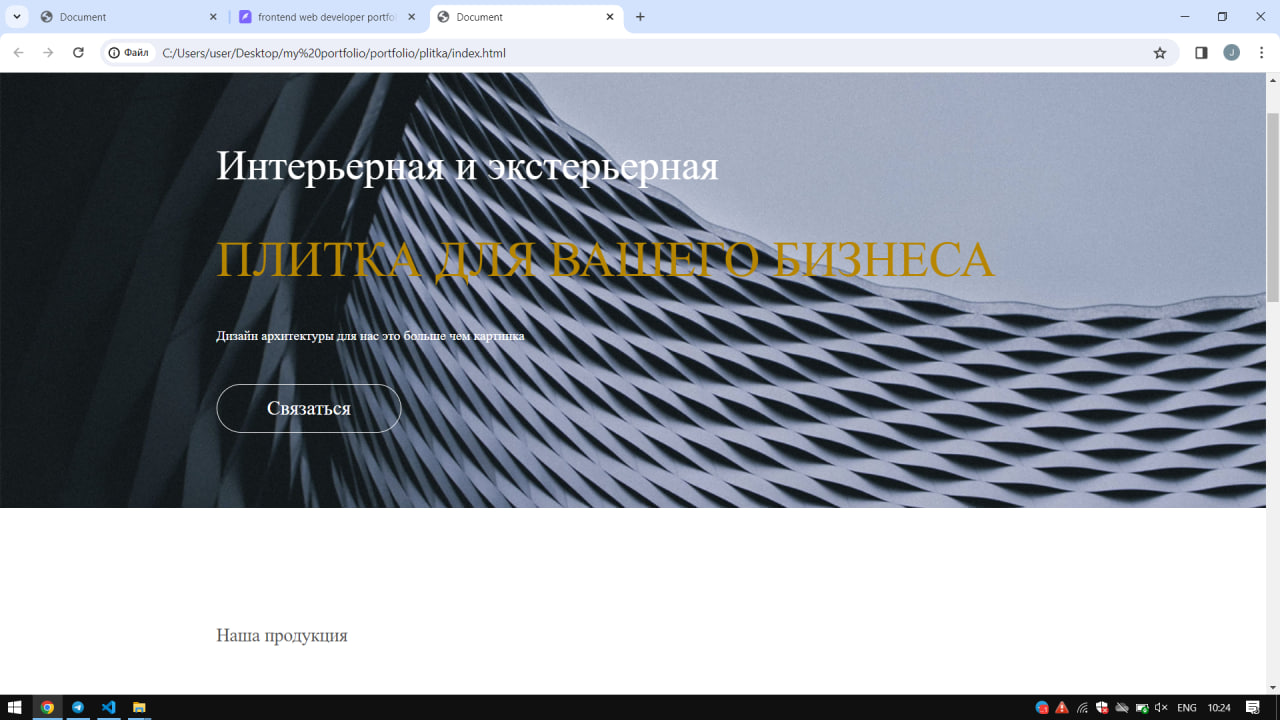 Document
frontend web developer portfol
Document
Файл
C:/Users/user/Desktop/my%20portfolio/portfolio/plitka/index.html
J
Интерьерная и экстерьерная
ПЛИТКА ДЛЯ ВАШЕГО БИЗНЕСА
Дизайн архитектуры для нас это больше чем картинка
Связаться
Наша продукция
ENG
10:24